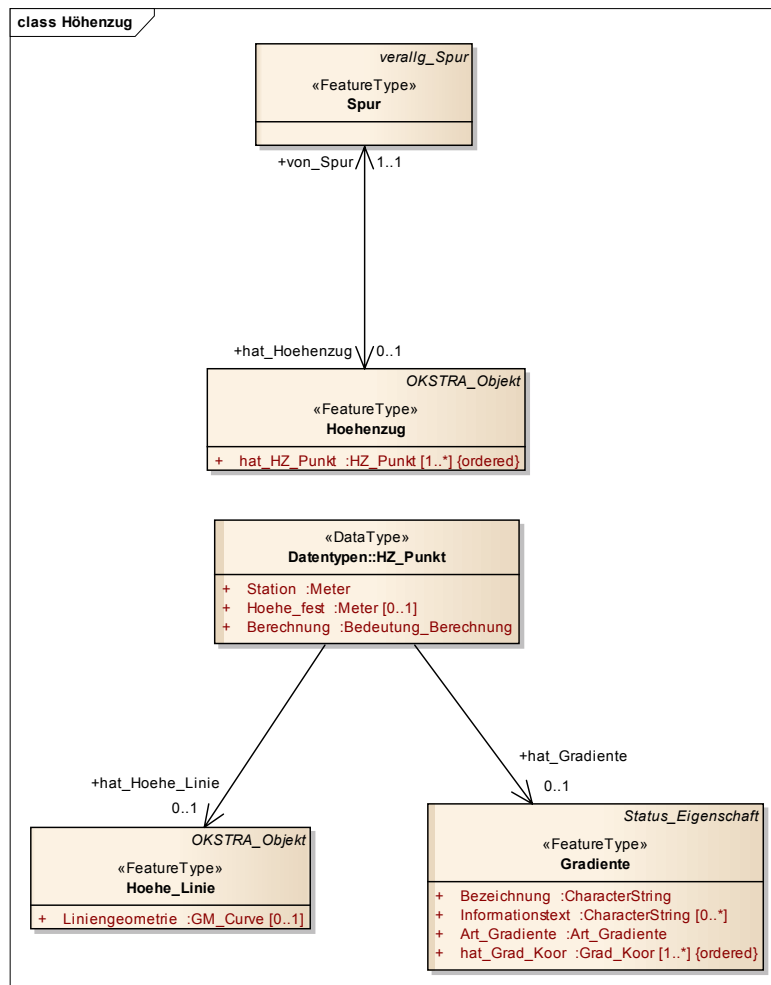 class Höhenzug
verallg_Spur
«FeatureType»
Spur
+von_Spur 1..1
+hat_Hoehenzug 0..1
OKSTRA_Objekt
«FeatureType»
Hoehenzug
+ hat_HZ_Punkt :HZ_Punkt [1..*] {ordered}
«DataType»
Datentypen::HZ_Punkt
+ Station :Meter
+ Hoehe_fest :Meter [0..1]
+ Berechnung :Bedeutung_Berechnung
+hat_Hoehe_Linie
0..1
+hat_Gradiente
0..1
OKSTRA_Objekt
«FeatureType»
Hoehe_Linie
+ Liniengeometrie :GM_Curve [0..1]
Status_Eigenschaft
«FeatureType»
Gradiente
+ Bezeichnung :CharacterString
+ Informationstext :CharacterString [0..*]
+ Art_Gradiente :Art_Gradiente
+ hat_Grad_Koor :Grad_Koor [1..*] {ordered}